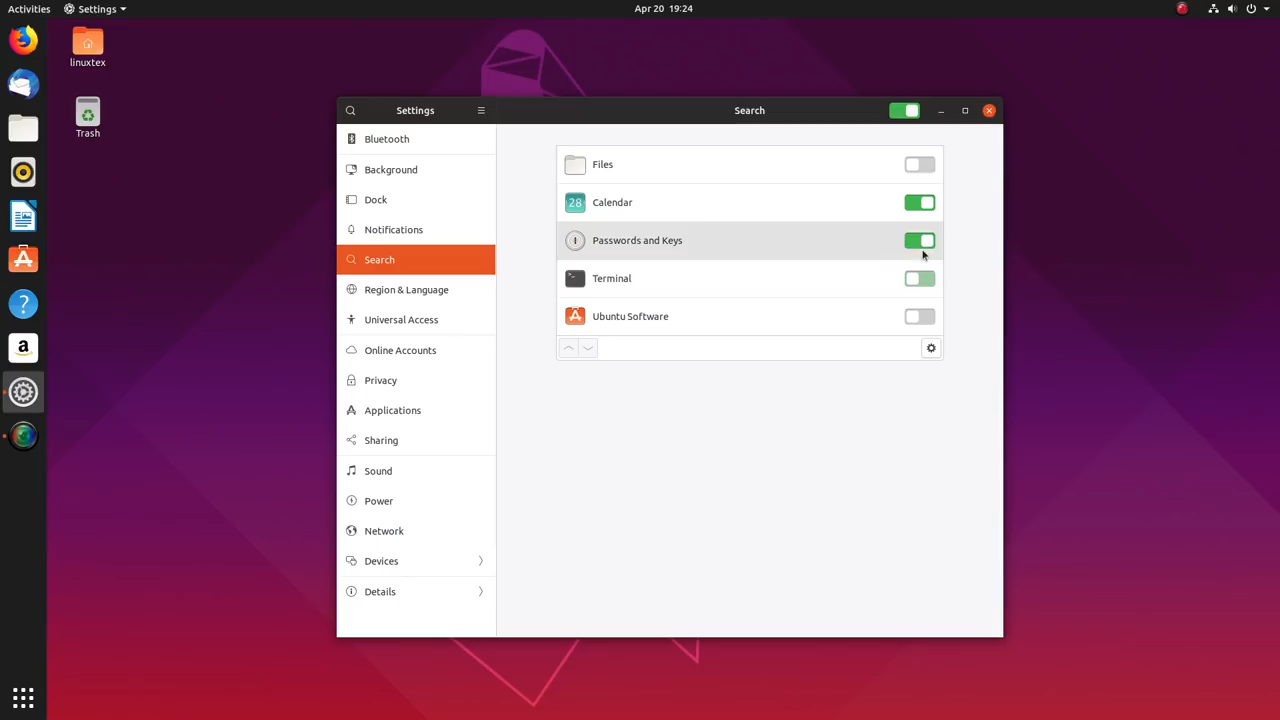 Activities Settings Apr 20 19:24
linuxtex
Trash
Settings Search
Bluetooth
Background
Dock
Notifications
Search
Region & Language
Universal Access
Online Accounts
Privacy
Applications
Sharing
Sound
Power
Network
Devices
Details
Files
28 Calendar
Passwords and Keys
Terminal
Ubuntu Software